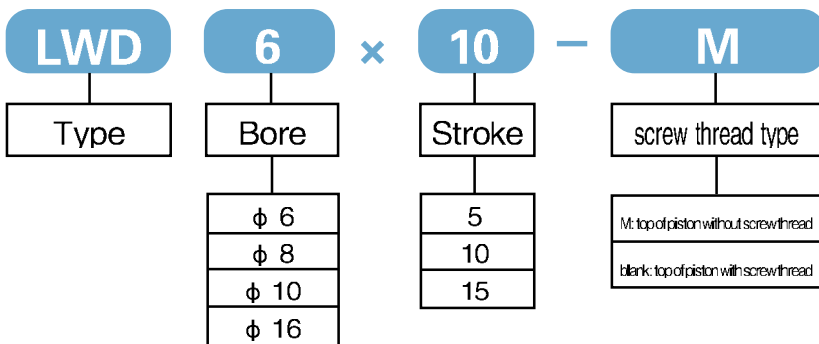 LWD 6 × 10 – M
Type Bore Stroke screw thread type
φ 6 5 M: top of piston without screw thread
φ 8 10 bllank: top of piston with screw thread
φ 10 15
φ 16